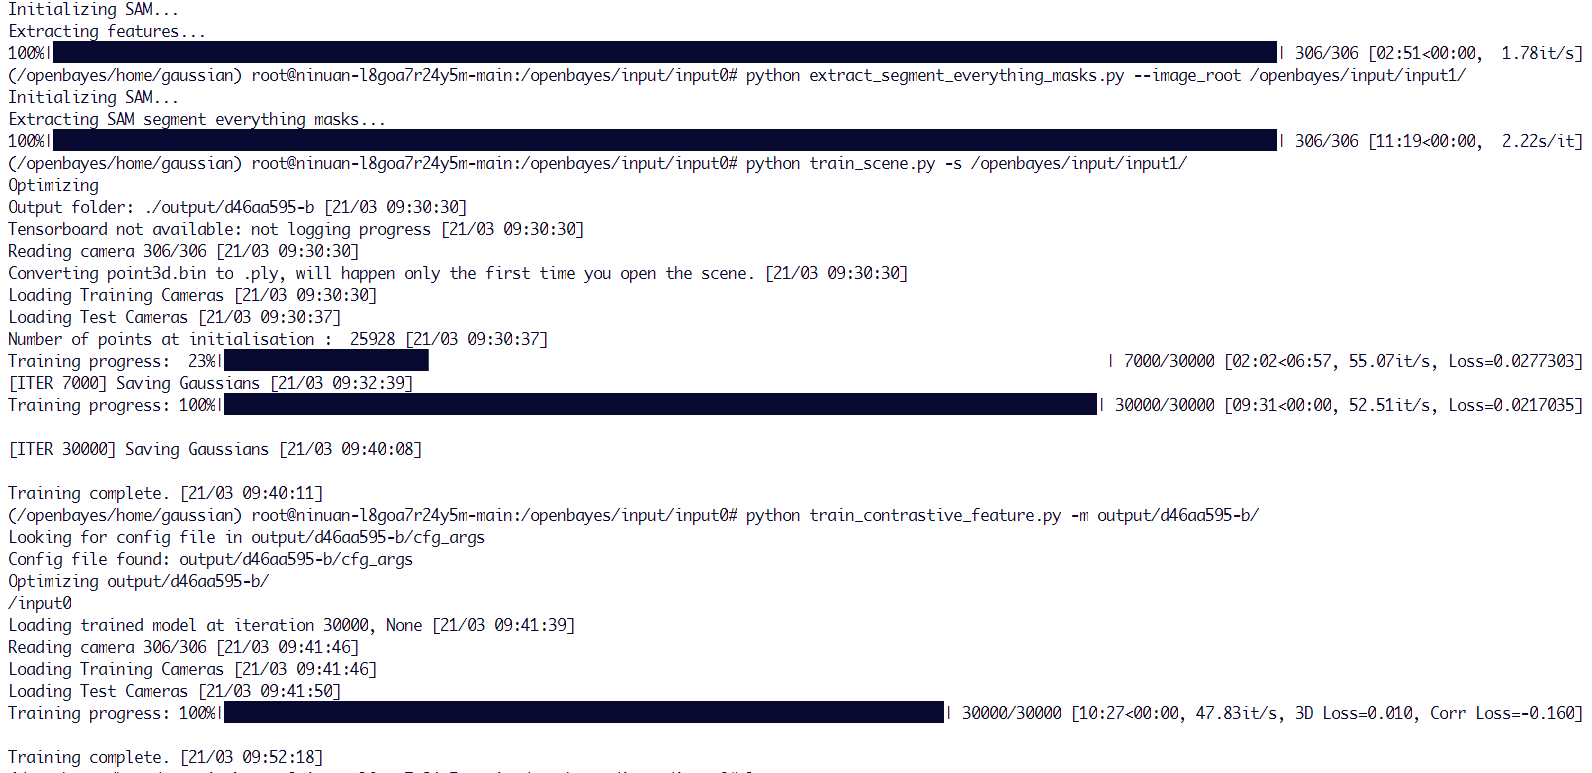 Initializing SAM...
Extracting features...
100%| | 306/306 [02:51<00:00, 1.78it/s]
(/openbayes/home/gaussian) root@ninuan-l8goa7r24y5m-main:/openbayes/input/input0# python extract_segment_everything_masks.py --image_root /openbayes/input/input1/
Initializing SAM...
Extracting SAM segment everything masks...
100%| | 306/306 [11:19<00:00, 2.22s/it]
(/openbayes/home/gaussian) root@ninuan-l8goa7r24y5m-main:/openbayes/input/input0# python train_scene.py -s /openbayes/input/input1/
Optimizing
Output folder: ./output/d46aa595-b [21/03 09:30:30]
Tensorboard not available: not logging progress [21/03 09:30:30]
Reading camera 306/306 [21/03 09:30:30]
Converting point3d.bin to .ply, will happen only the first time you open the scene. [21/03 09:30:30]
Loading Training Cameras [21/03 09:30:30]
Loading Test Cameras [21/03 09:30:37]
Number of points at initialisation : 25928 [21/03 09:30:37]
Training progress: 23%| | 7000/30000 [02:02<06:57, 55.07it/s, Loss=0.0277303]
[ITER 7000] Saving Gaussians [21/03 09:32:39]
Training progress: 100%| | 30000/30000 [09:31<00:00, 52.51it/s, Loss=0.0217035]
[ITER 30000] Saving Gaussians [21/03 09:40:08]
Training complete. [21/03 09:40:11]
(/openbayes/home/gaussian) root@ninuan-l8goa7r24y5m-main:/openbayes/input/input0# python train_contrastive_feature.py -m output/d46aa595-b/
Looking for config file in output/d46aa595-b/cfg_args
Config file found: output/d46aa595-b/cfg_args
Optimizing output/d46aa595-b/
/input0
Loading trained model at iteration 30000, None [21/03 09:41:39]
Reading camera 306/306 [21/03 09:41:46]
Loading Training Cameras [21/03 09:41:46]
Loading Test Cameras [21/03 09:41:50]
Training progress: 100%| | 30000/30000 [10:27<00:00, 47.83it/s, 3D Loss=0.010, Corr Loss=-0.160]
Training complete. [21/03 09:52:18]